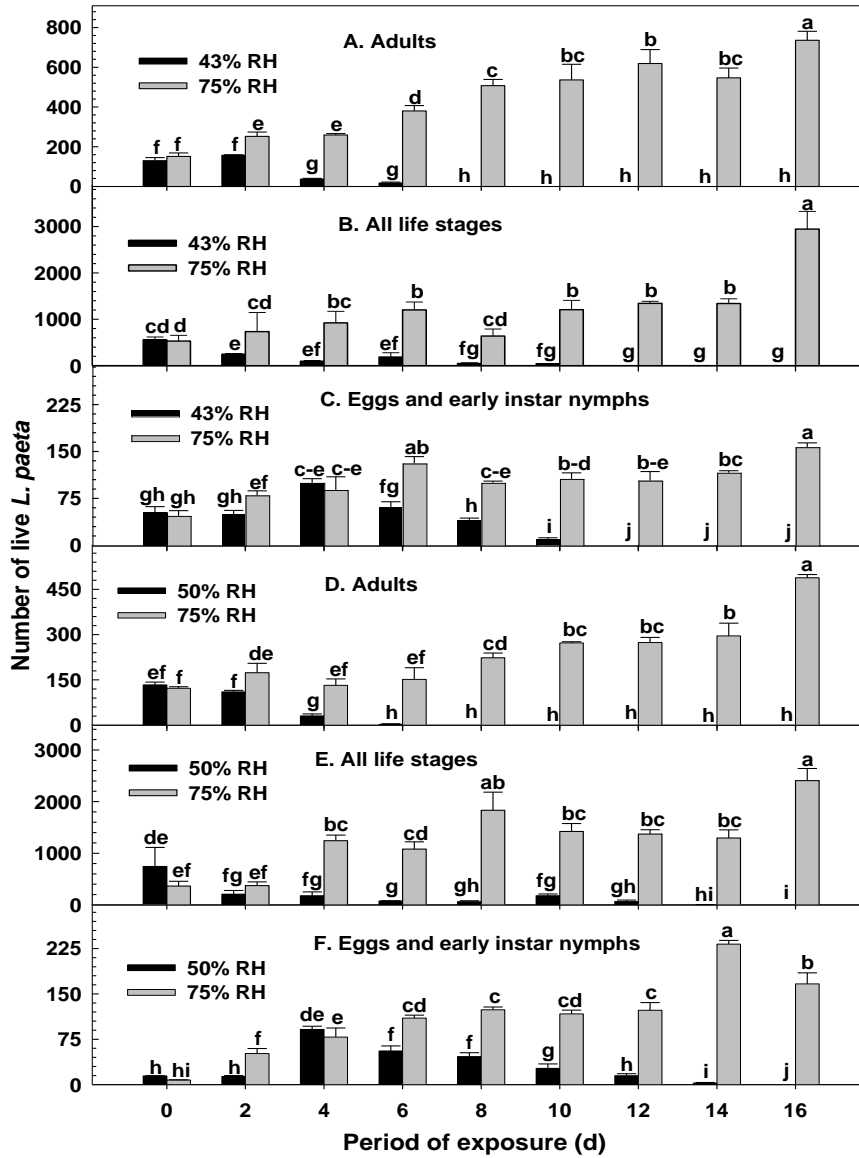 Number of live L. paeta
A. Adults
43% RH
75% RH
800
600
400
200
0
f f f e g e g d h c h bc h b h bc h a
B. All life stages
43% RH
75% RH
3000
2000
1000
0
cd d e cd ef bc ef b fg cd fg b g b g b g a
C. Eggs and early instar nymphs
43% RH
75% RH
225
150
75
0
gh gh gh ef c-e c-e fg ab h c-e i b-d j b-e j bc j a
D. Adults
50% RH
75% RH
450
300
150
0
ef f f de g ef h ef h cd h bc h bc h b h a
E. All life stages
50% RH
75% RH
3000
2000
1000
0
de ef fg ef fg bc g cd gh ab fg bc gh bc hi bc i a
F. Eggs and early instar nymphs
50% RH
75% RH
225
150
75
0
h hi h f de e f cd f c g cd h c i a j b
0 2 4 6 8 10 12 14 16
Period of exposure (d)